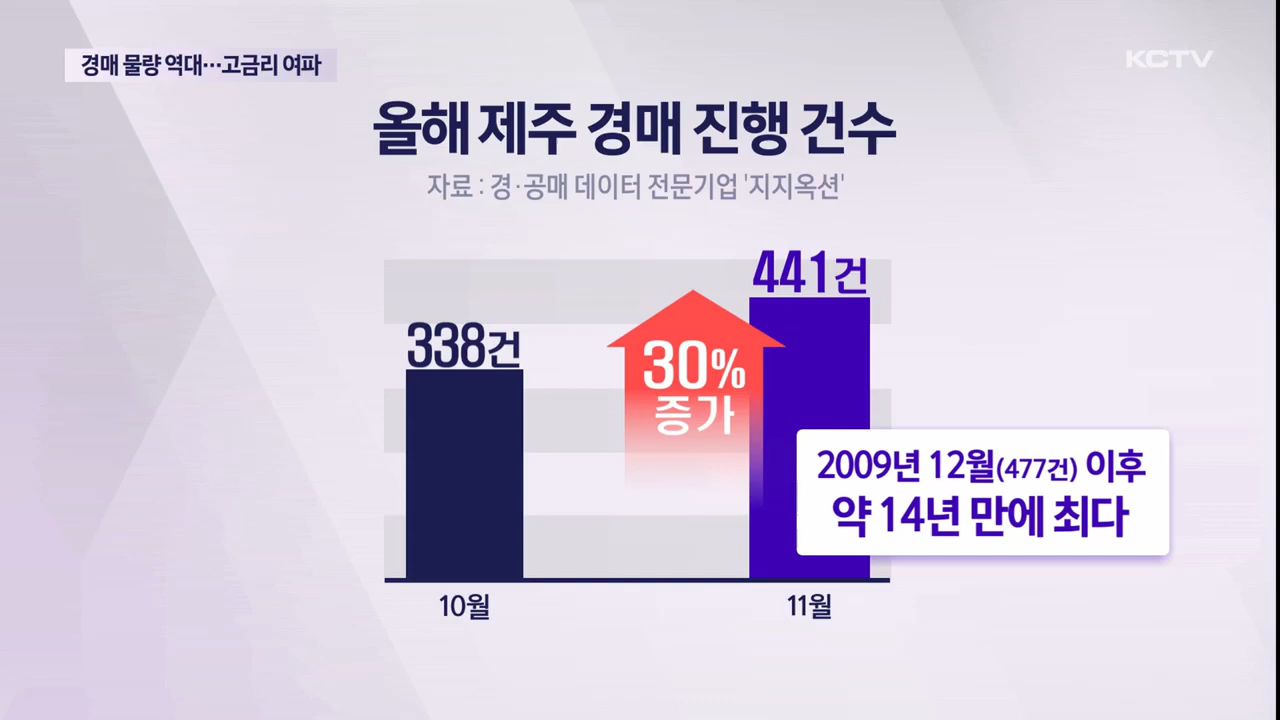 경매 물량 역대…고금리 여파
KCTV
올해 제주 경매 진행 건수
자료 : 경·공매 데이터 전문기업 '지지옥션'
441건
338건
30%
증가
2009년 12월(477건) 이후
약 14년 만에 최다
10월
11월